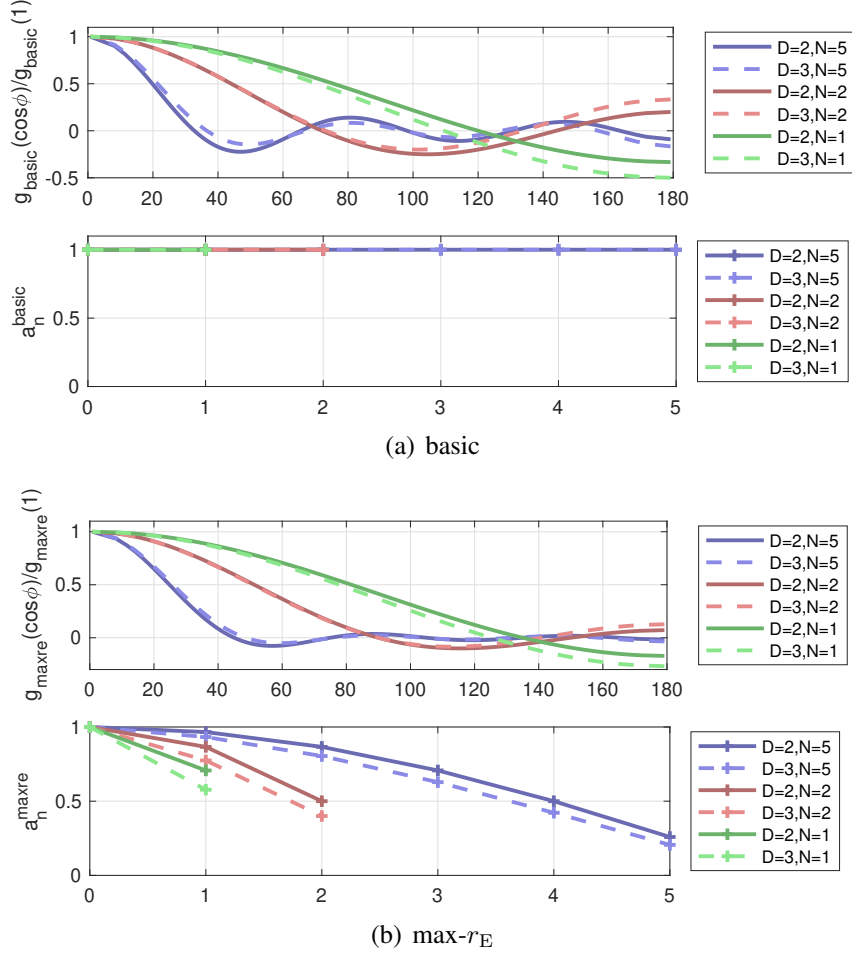 g_basic(cosϕ)/g_basic(1)
1
0.5
0
-0.5
0 20 40 60 80 100 120 140 160 180
D=2,N=5
D=3,N=5
D=2,N=2
D=3,N=2
D=2,N=1
D=3,N=1
a_n^basic
1
0.5
0
0 1 2 3 4 5
D=2,N=5
D=3,N=5
D=2,N=2
D=3,N=2
D=2,N=1
D=3,N=1
(a) basic
g_maxre(cosϕ)/g_maxre(1)
1
0.5
0
0 20 40 60 80 100 120 140 160 180
D=2,N=5
D=3,N=5
D=2,N=2
D=3,N=2
D=2,N=1
D=3,N=1
a_n^maxre
1
0.5
0
0 1 2 3 4 5
D=2,N=5
D=3,N=5
D=2,N=2
D=3,N=2
D=2,N=1
D=3,N=1
(b) max-r_E